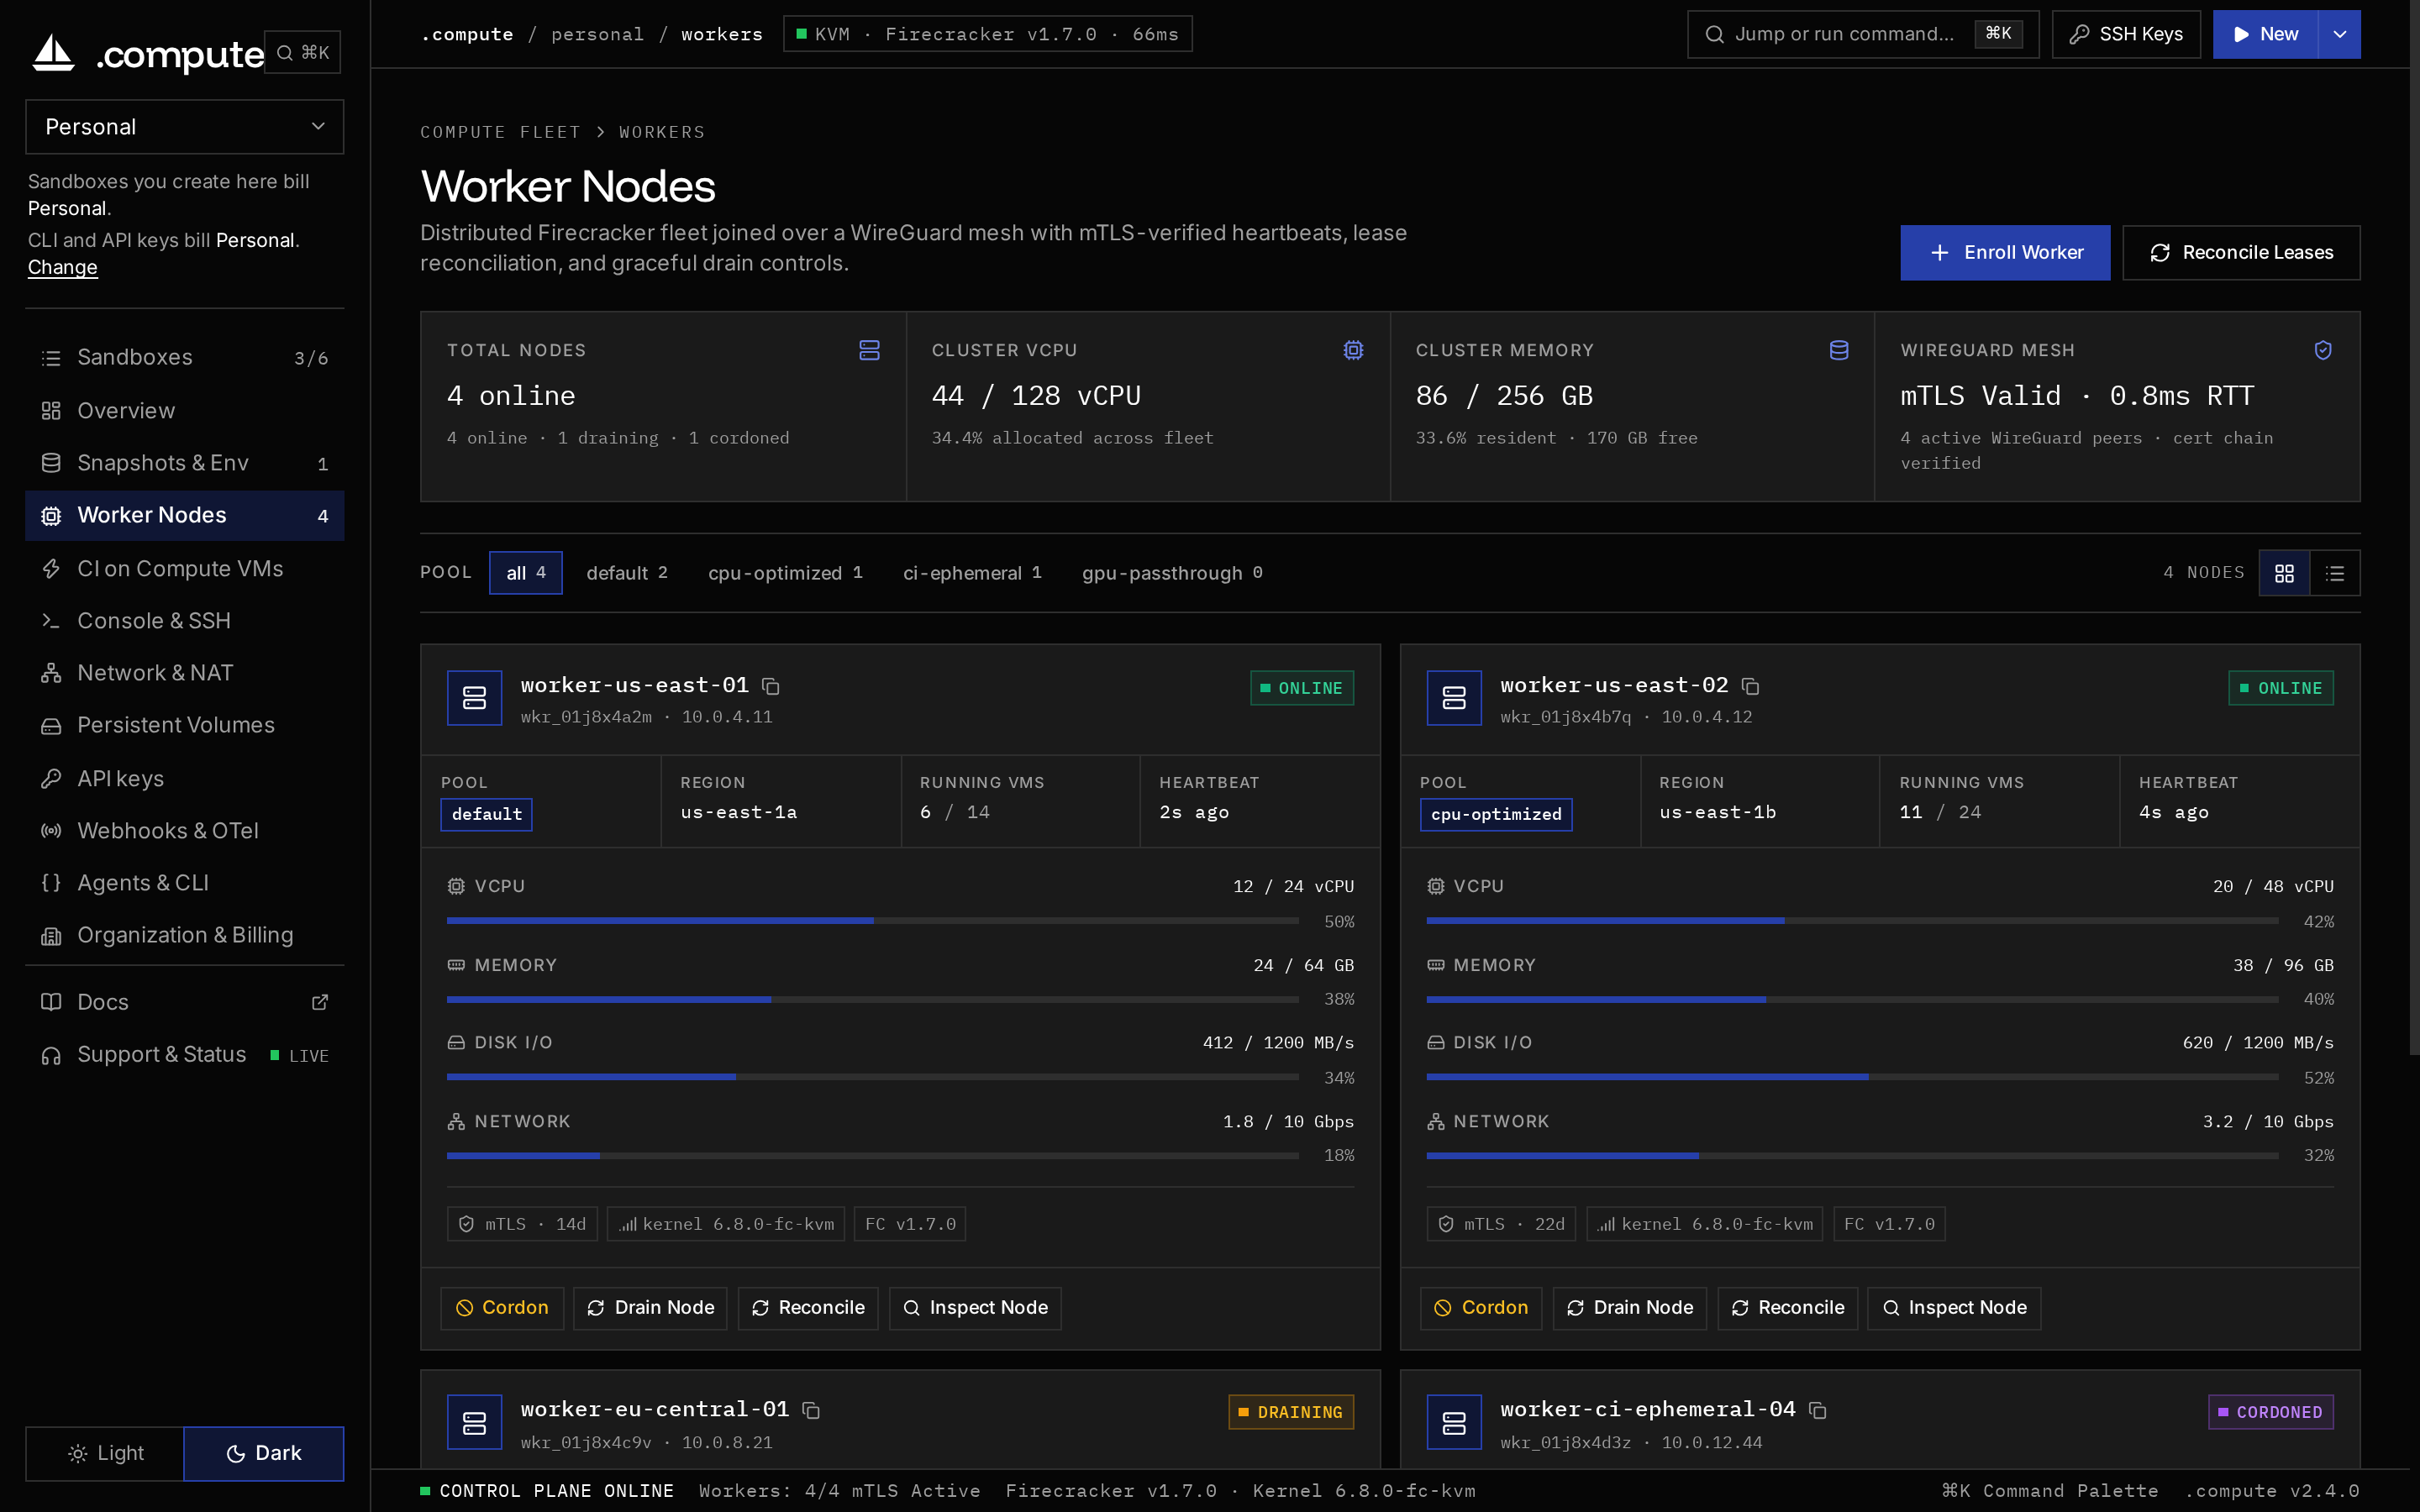 .compute
⌘K
Personal
Sandboxes you create here bill
Personal.
CLI and API keys bill Personal.
Change
Sandboxes 3/6
Overview
Snapshots & Env 1
Worker Nodes 4
CI on Compute VMs
Console & SSH
Network & NAT
Persistent Volumes
API keys
Webhooks & OTel
Agents & CLI
Organization & Billing
Docs
Support & Status LIVE
Light Dark
.compute / personal / workers KVM · Firecracker v1.7.0 · 66ms
Jump or run command... ⌘K SSH Keys New
COMPUTE FLEET > WORKERS
Worker Nodes
Distributed Firecracker fleet joined over a WireGuard mesh with mTLS-verified heartbeats, lease
reconciliation, and graceful drain controls.
Enroll Worker Reconcile Leases
TOTAL NODES
4 online
4 online · 1 draining · 1 cordoned
CLUSTER VCPU
44 / 128 vCPU
34.4% allocated across fleet
CLUSTER MEMORY
86 / 256 GB
33.6% resident · 170 GB free
WIREGUARD MESH
mTLS Valid · 0.8ms RTT
4 active WireGuard peers · cert chain
verified
POOL all 4 default 2 cpu-optimized 1 ci-ephemeral 1 gpu-passthrough 0 4 NODES
worker-us-east-01 ONLINE
wkr_01j8x4a2m · 10.0.4.11
POOL REGION RUNNING VMS HEARTBEAT
default us-east-1a 6 / 14 2s ago
VCPU 12 / 24 vCPU
50%
MEMORY 24 / 64 GB
38%
DISK I/O 412 / 1200 MB/s
34%
NETWORK 1.8 / 10 Gbps
18%
mTLS · 14d kernel 6.8.0-fc-kvm FC v1.7.0
Cordon Drain Node Reconcile Inspect Node
worker-us-east-02 ONLINE
wkr_01j8x4b7q · 10.0.4.12
POOL REGION RUNNING VMS HEARTBEAT
cpu-optimized us-east-1b 11 / 24 4s ago
VCPU 20 / 48 vCPU
42%
MEMORY 38 / 96 GB
40%
DISK I/O 620 / 1200 MB/s
52%
NETWORK 3.2 / 10 Gbps
32%
mTLS · 22d kernel 6.8.0-fc-kvm FC v1.7.0
Cordon Drain Node Reconcile Inspect Node
worker-eu-central-01 DRAINING
wkr_01j8x4c9v · 10.0.8.21
worker-ci-ephemeral-04 CORDONED
wkr_01j8x4d3z · 10.0.12.44
CONTROL PLANE ONLINE Workers: 4/4 mTLS Active Firecracker v1.7.0 · Kernel 6.8.0-fc-kvm ⌘K Command Palette .compute v2.4.0